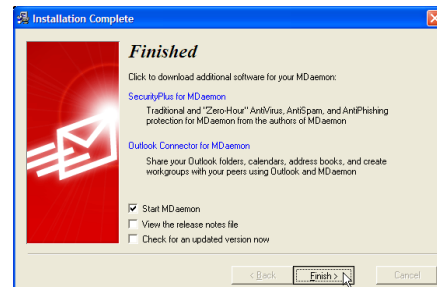 Installation Complete
Finished
Click to download additional software for your MDaemon:
SecurityPlus for MDaemon
Traditional and "Zero-Hour" AntiVirus, AntiSpam, and AntiPhishing
protection for MDaemon from the authors of MDaemon
Outlook Connector for MDaemon
Share your Outlook folders, calendars, address books, and create
workgroups with your peers using Outlook and MDaemon
Start MDaemon
View the release notes file
Check for an updated version now
< Back Finish > Cancel